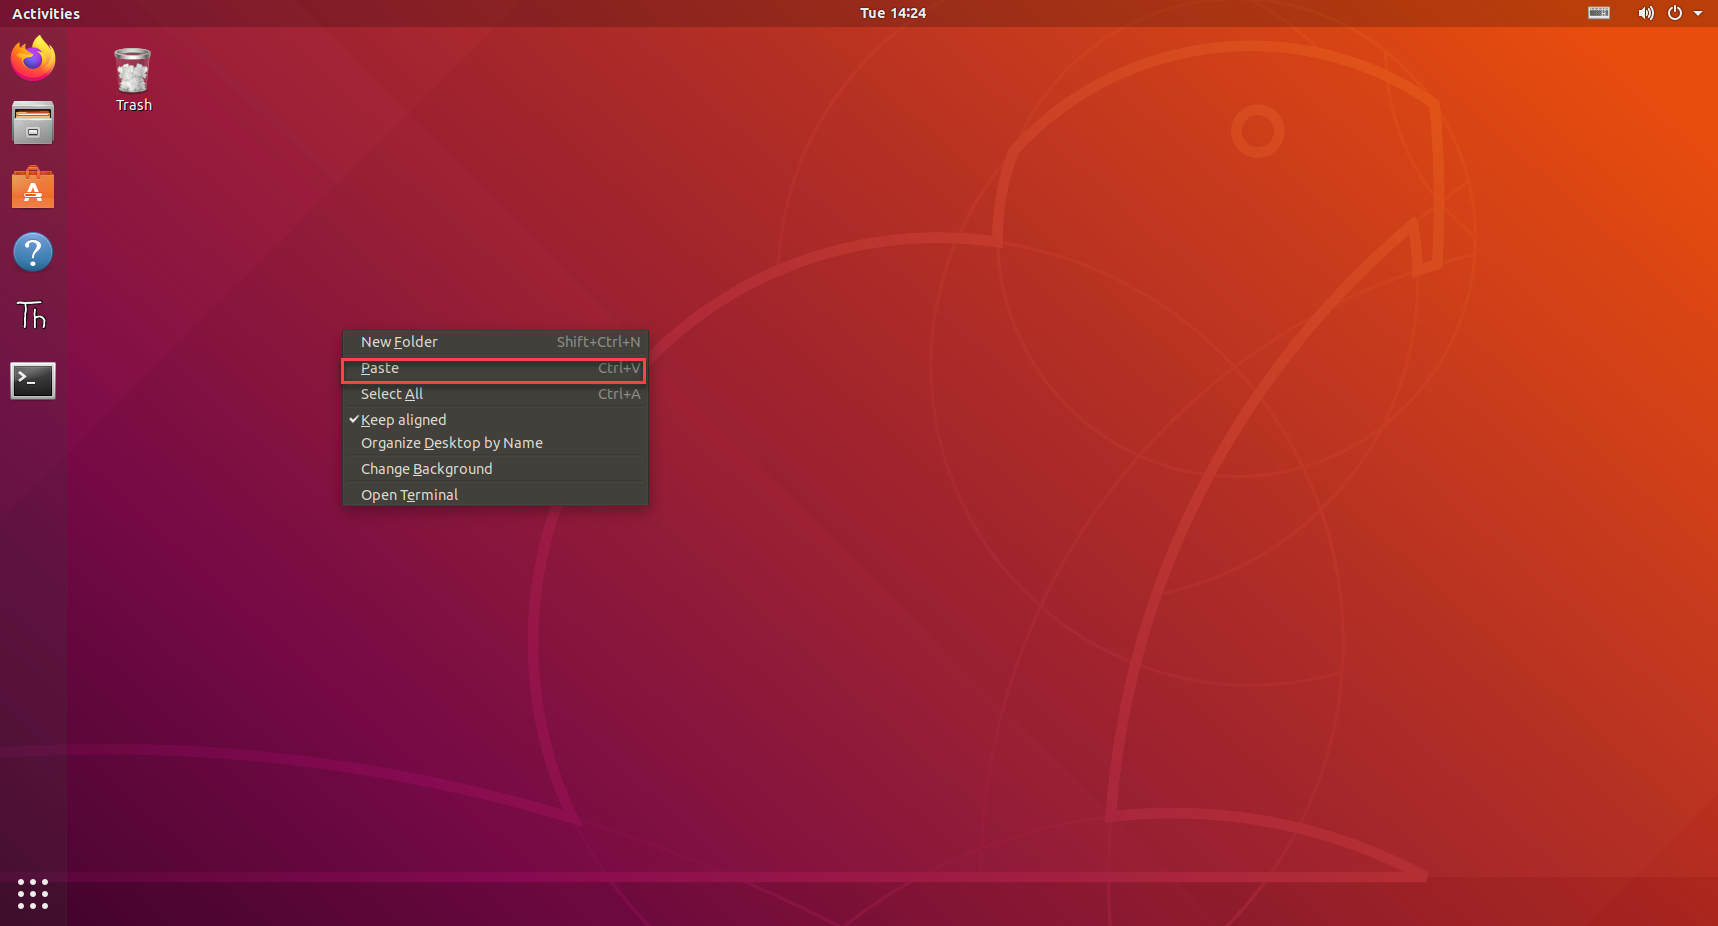 Activities
Tue 14:24
Trash
A
?
Th
>_
New Folder Shift+Ctrl+N
Paste Ctrl+V
Select All Ctrl+A
Keep aligned
Organize Desktop by Name
Change Background
Open Terminal